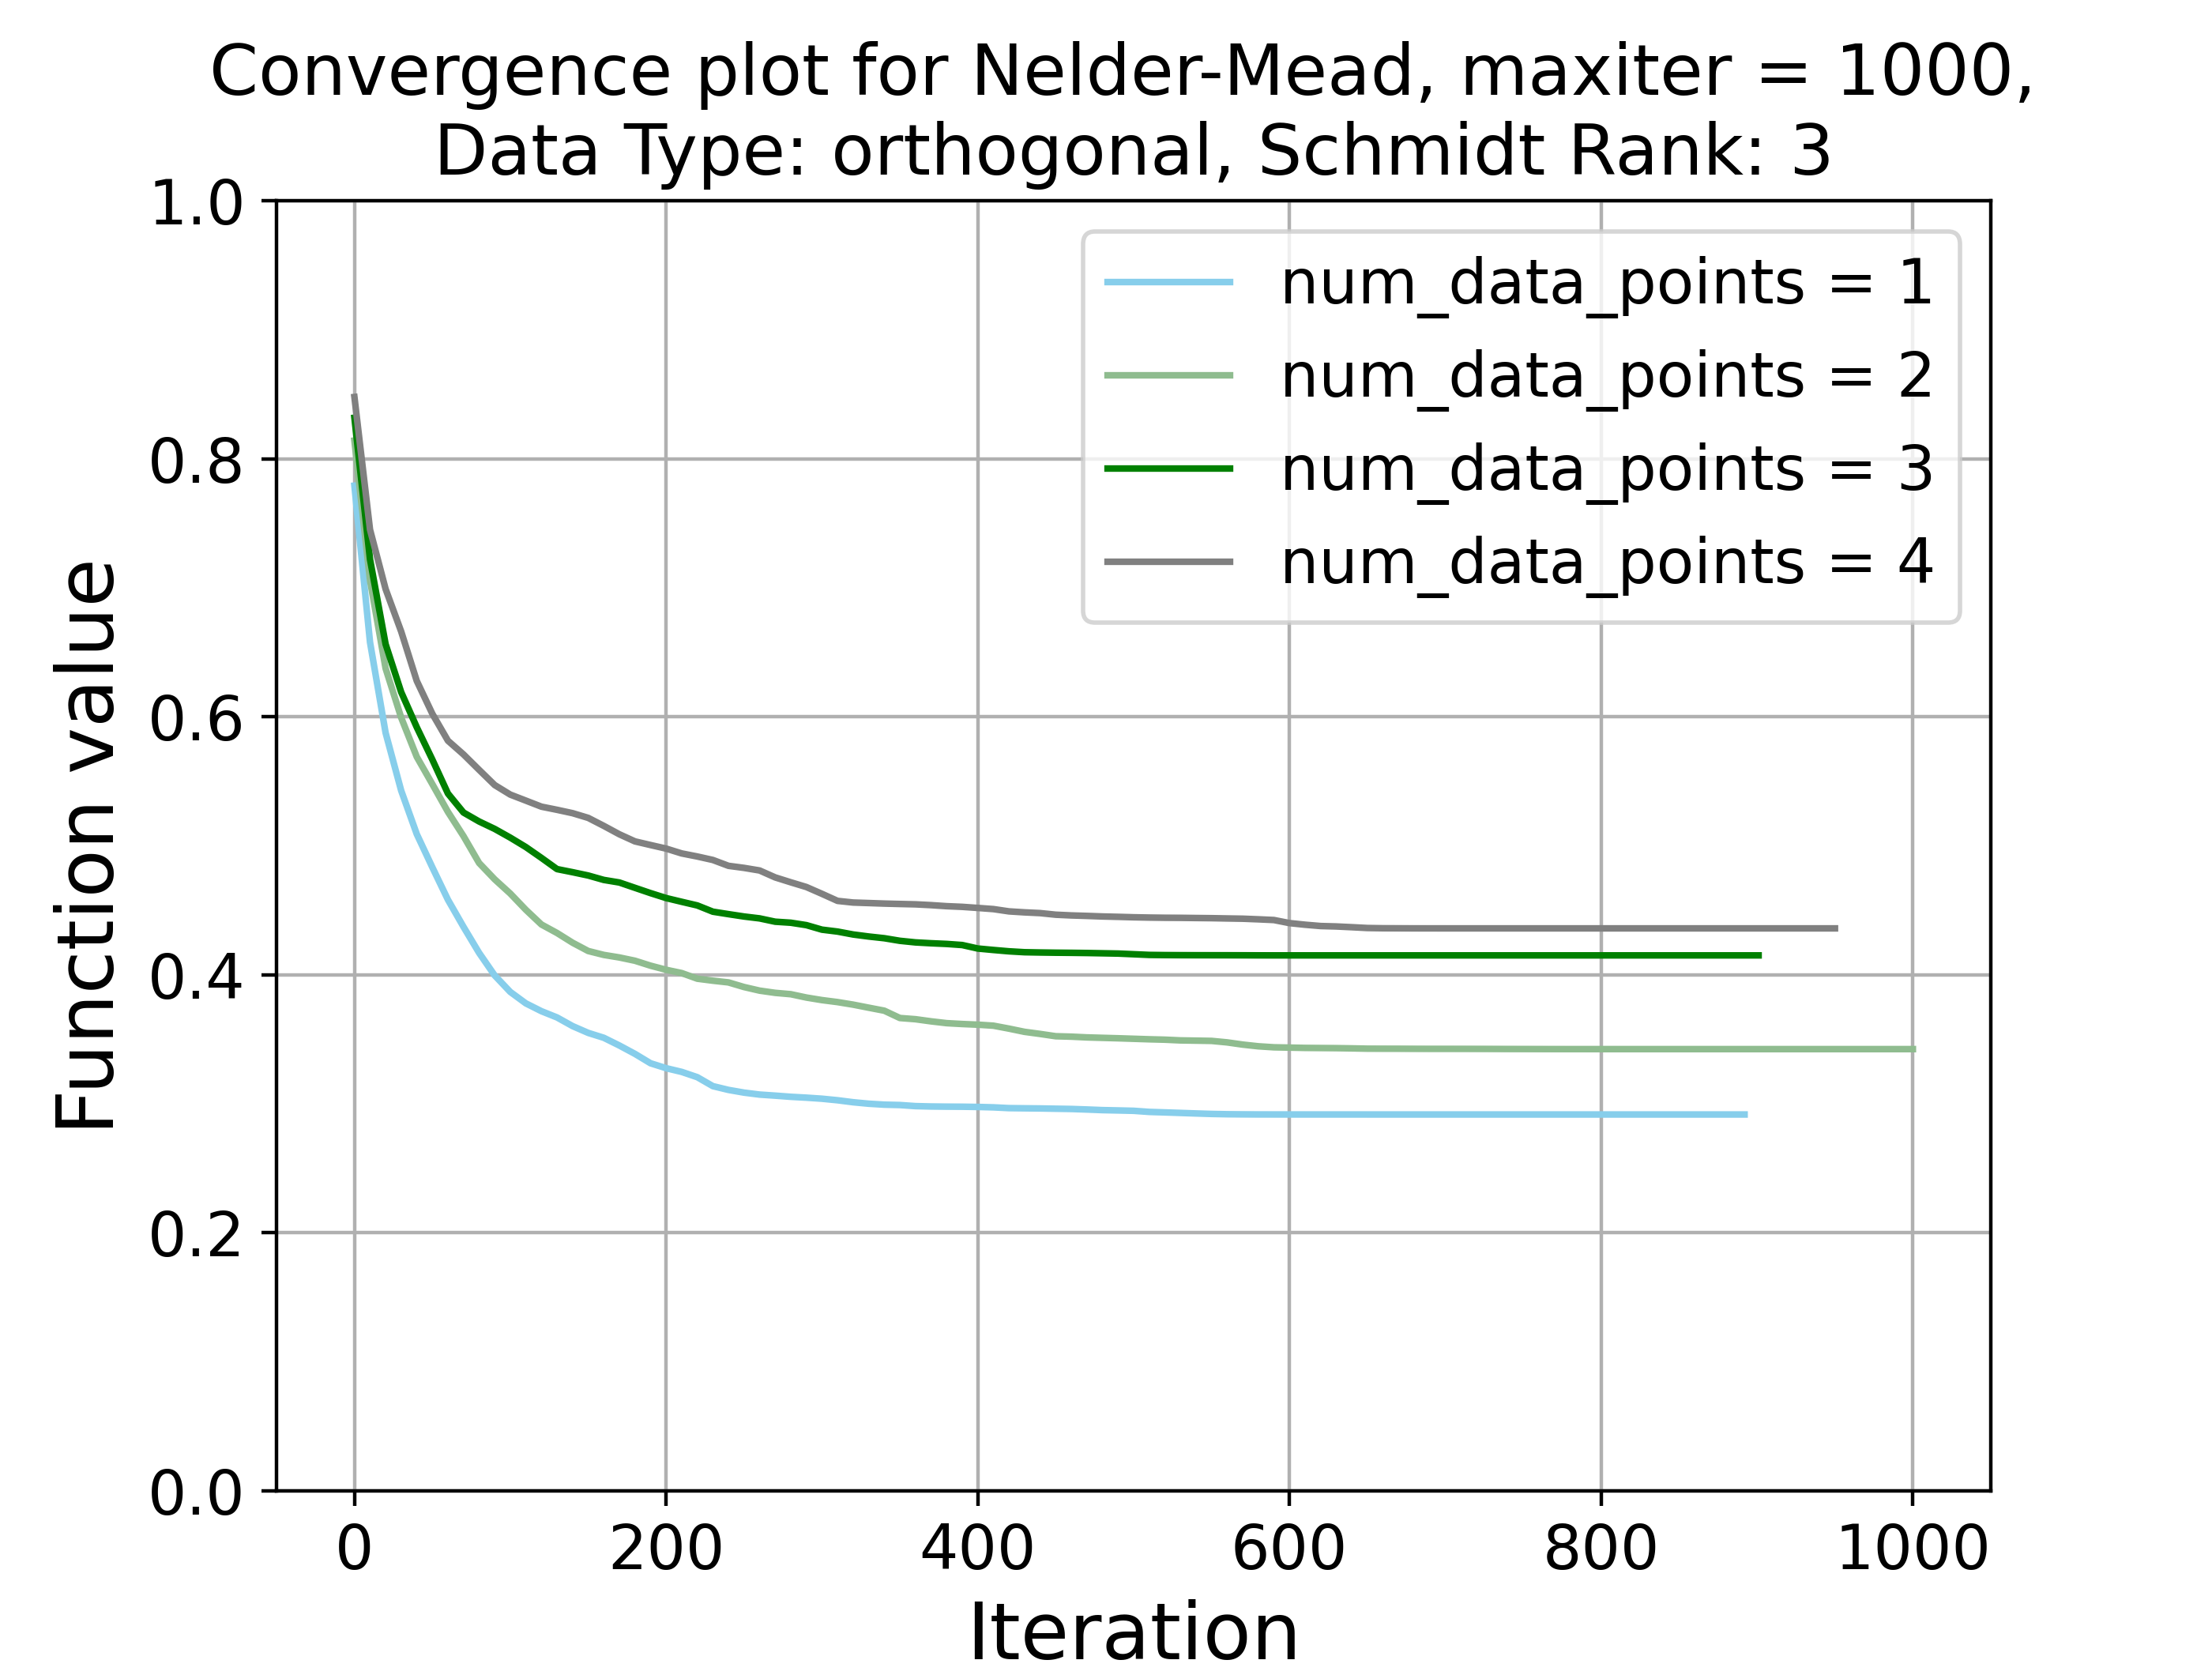 Convergence plot for Nelder-Mead, maxiter = 1000,
Data Type: orthogonal, Schmidt Rank: 3
1.0
0.8
0.6
0.4
0.2
0.0
Function value
num_data_points = 1
num_data_points = 2
num_data_points = 3
num_data_points = 4
0 200 400 600 800 1000
Iteration